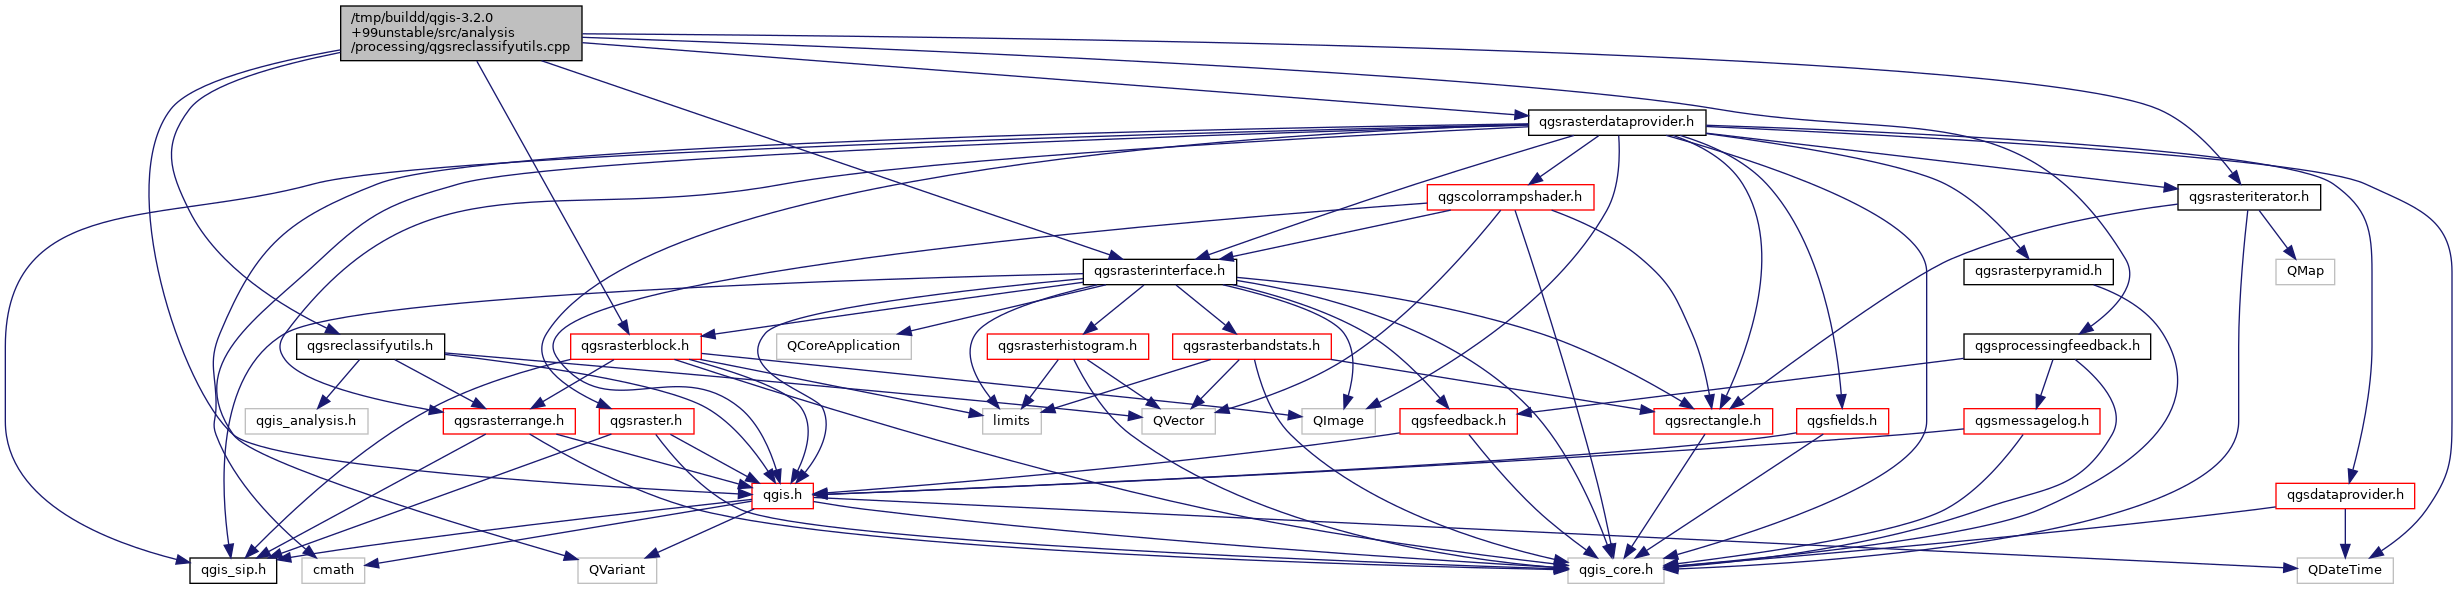 /tmp/buildd/qgis-3.2.0
+99unstable/src/analysis
/processing/qgsreclassifyutils.cpp
qgsrasterdataprovider.h
qgscolorrampshader.h
qgsrasteriterator.h
qgsrasterinterface.h
qgsrasterpyramid.h
QMap
qgsreclassifyutils.h
qgsrasterblock.h
QCoreApplication
qgsrasterhistogram.h
qgsrasterbandstats.h
qgsprocessingfeedback.h
qgis_analysis.h
qgsrasterrange.h
qgsraster.h
limits
QVector
QImage
qgsfeedback.h
qgsrectangle.h
qgsfields.h
qgsmessagelog.h
qgis.h
qgsdataprovider.h
qgis_sip.h
cmath
QVariant
qgis_core.h
QDateTime